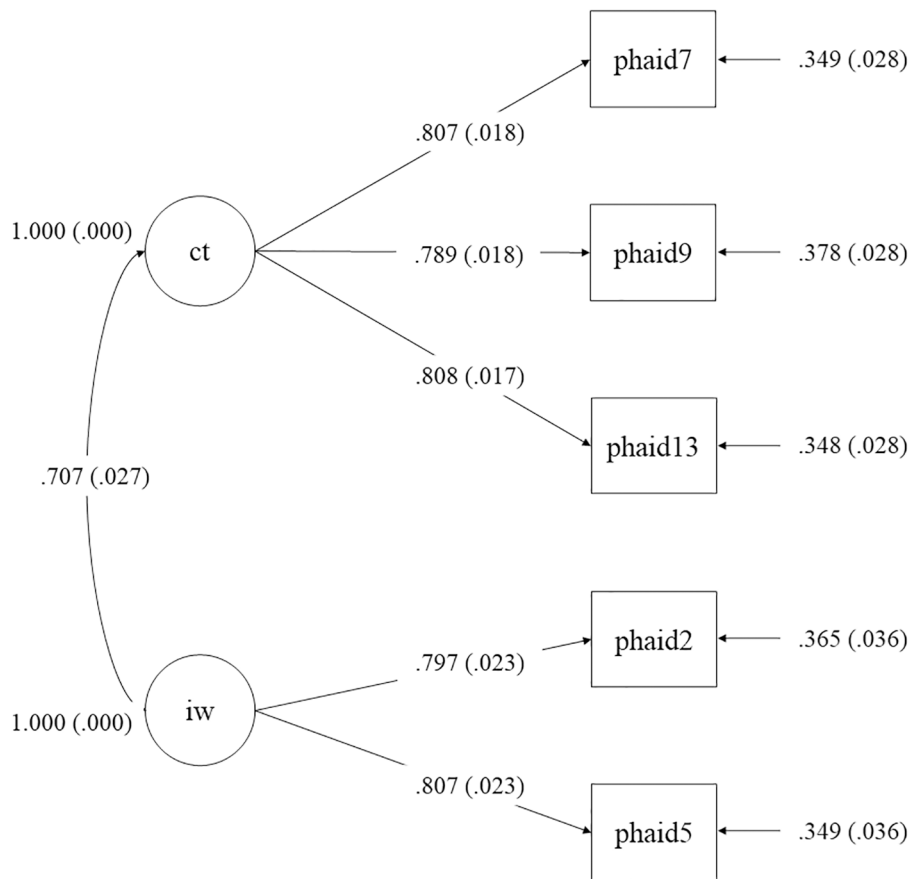 phaid7
.349 (.028)
.807 (.018)
1.000 (.000)
ct
.789 (.018)
phaid9
.378 (.028)
.808 (.017)
phaid13
.348 (.028)
.707 (.027)
phaid2
.365 (.036)
.797 (.023)
1.000 (.000)
iw
.807 (.023)
phaid5
.349 (.036)